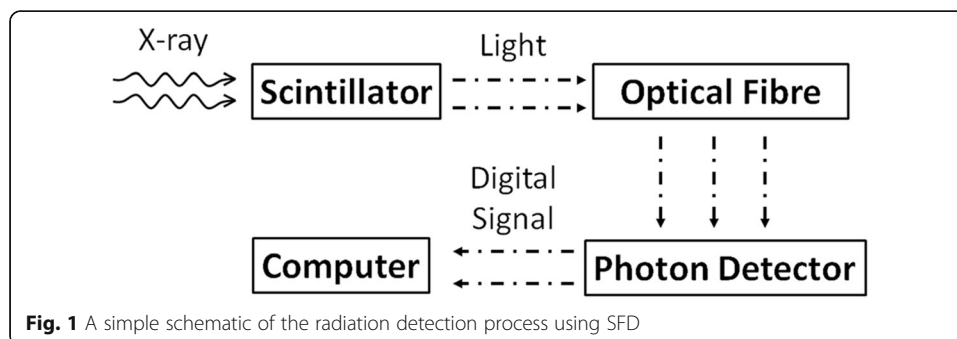 X-ray
Light
Scintillator
Optical Fibre
Digital
Signal
Computer
Photon Detector
Fig. 1 A simple schematic of the radiation detection process using SFD